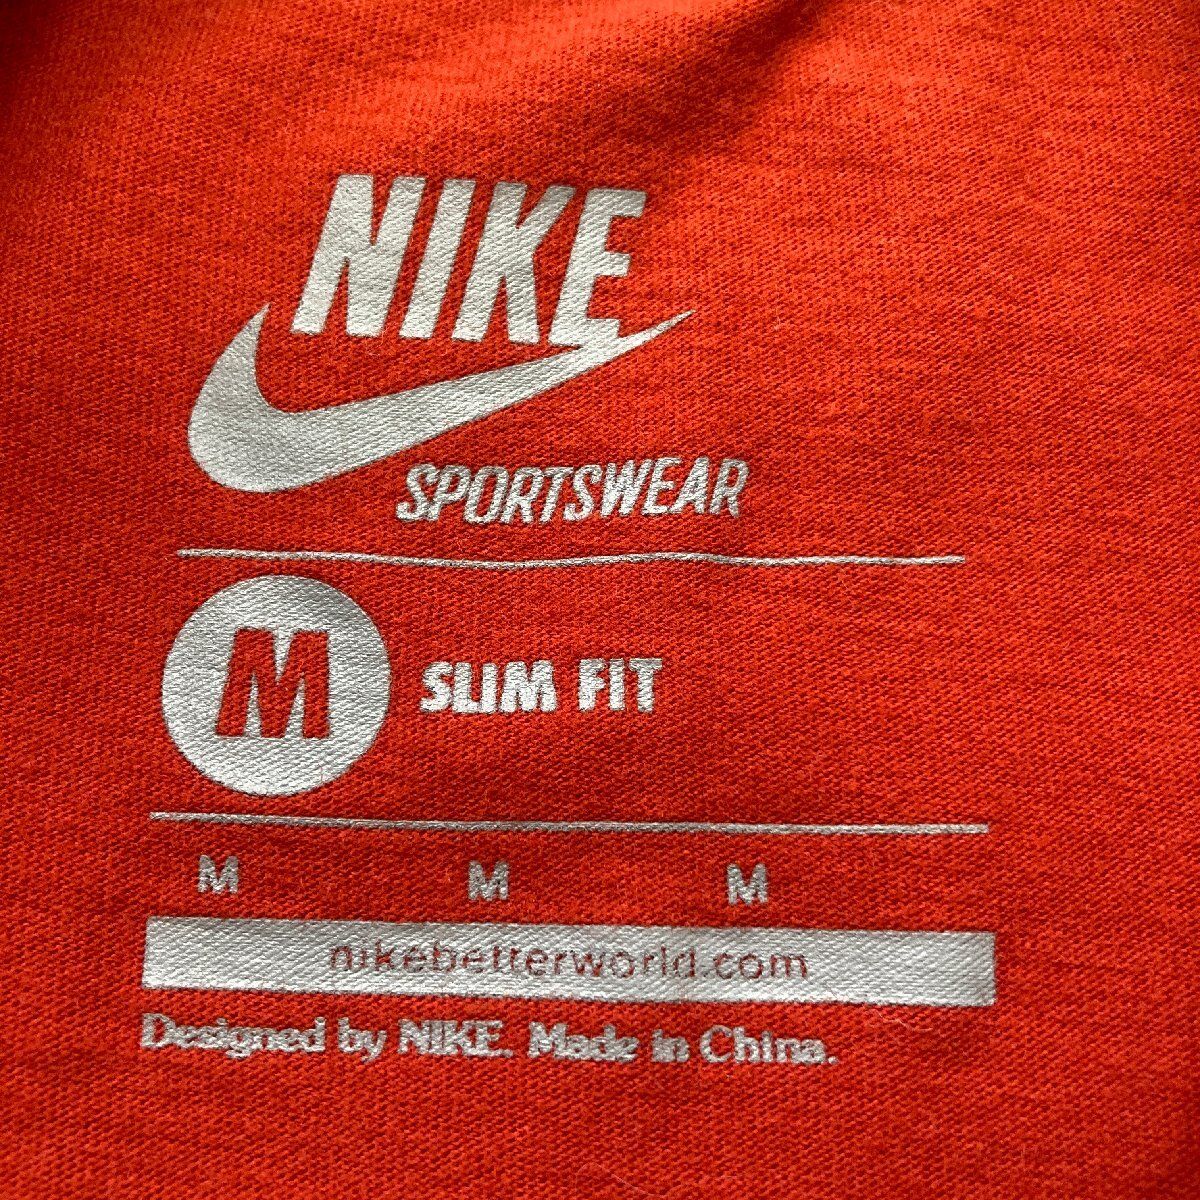 NIKE
SPORTSWEAR
M SLIM FIT
M M M
nikebetterworld.com
Designed by NIKE. Made in China.